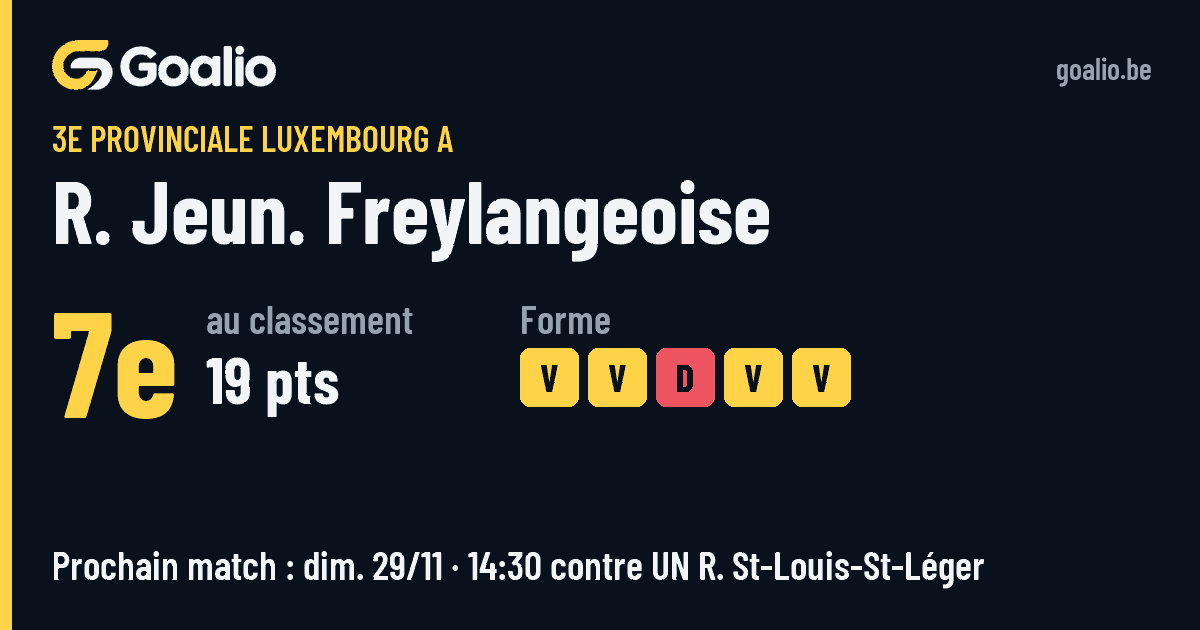 Goalio
goalio.be
3E PROVINCIALE LUXEMBOURG A
R. Jeun. Freylangeoise
7e
au classement
19 pts
Forme
V V D V V
Prochain match : dim. 29/11 · 14:30 contre UN R. St-Louis-St-Léger